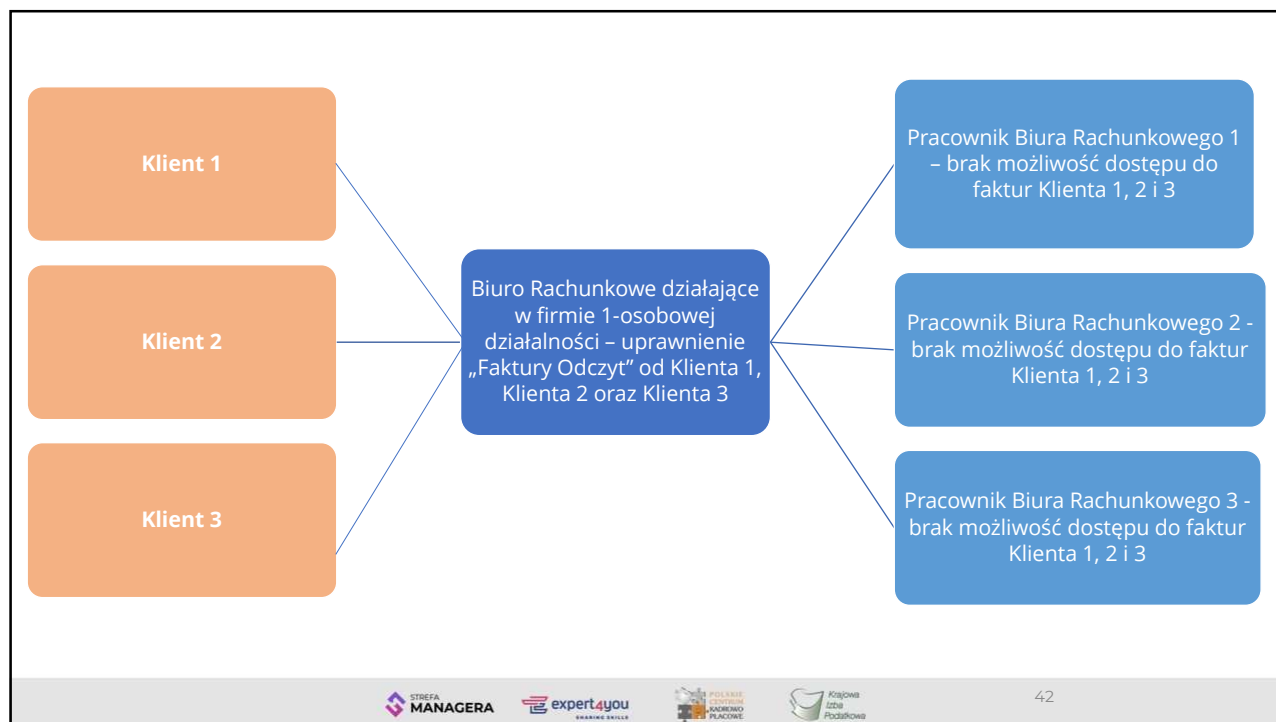 Klient 1
Klient 2
Klient 3
Biuro Rachunkowe działające
w firmie 1-osobowej
działalności – uprawnienie
„Faktury Odczyt” od Klienta 1,
Klienta 2 oraz Klienta 3
Pracownik Biura Rachunkowego 1
– brak możliwość dostępu do
faktur Klienta 1, 2 i 3
Pracownik Biura Rachunkowego 2 -
brak możliwość dostępu do faktur
Klienta 1, 2 i 3
Pracownik Biura Rachunkowego 3 -
brak możliwość dostępu do faktur
Klienta 1, 2 i 3
STREFA
MANAGERA
expert4you
SHARING SKILLS
POLSKIE
CENTRUM
KADROWO
PŁACOWE
Krajowa
Izba
Podatkowa
42